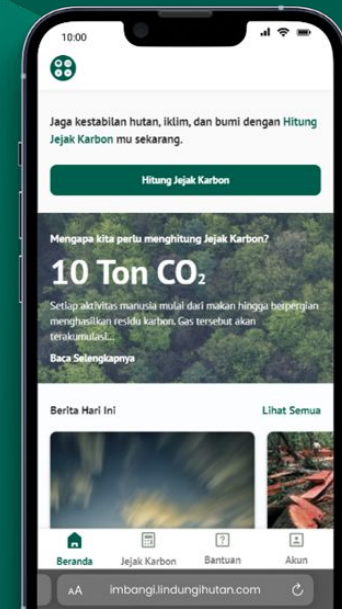 10:00
Jaga kestabilan hutan, iklim, dan bumi dengan Hitung
Jejak Karbon mu sekarang.
Hitung Jejak Karbon
Mengapa kita perlu menghitung Jejak Karbon?
10 Ton CO₂
Setiap aktivitas manusia mulai dari makan hingga berpergian
menghasilkan residu karbon. Gas tersebut akan
terakumulasi...
Baca Selengkapnya
Berita Hari Ini Lihat Semua
Beranda Jejak Karbon Bantuan Akun
AA imbangi.lindungihutan.com